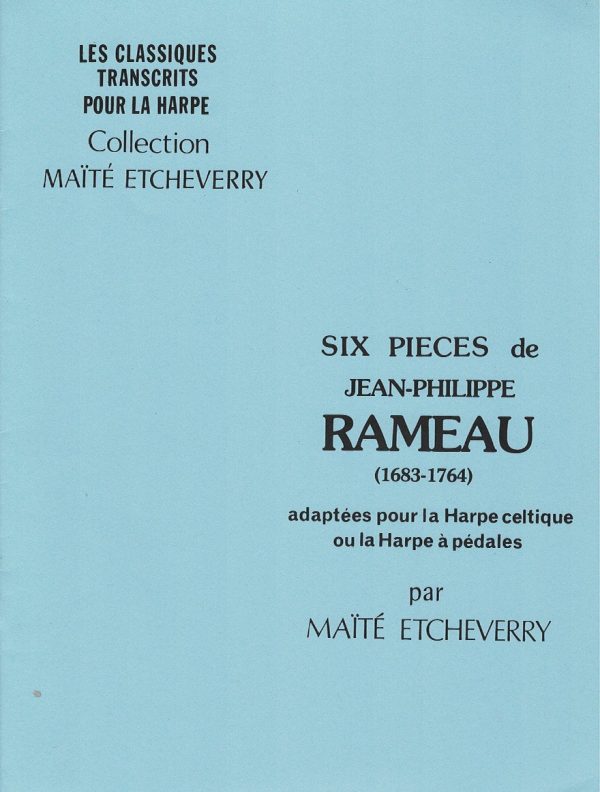 LES CLASSIQUES
TRANSCRITS
POUR LA HARPE
Collection
MAÏTÉ ETCHEVERRY
SIX PIECES de
JEAN-PHILIPPE
RAMEAU
(1683-1764)
adaptées pour la Harpe celtique
ou la Harpe à pédales
par
MAÏTÉ ETCHEVERRY